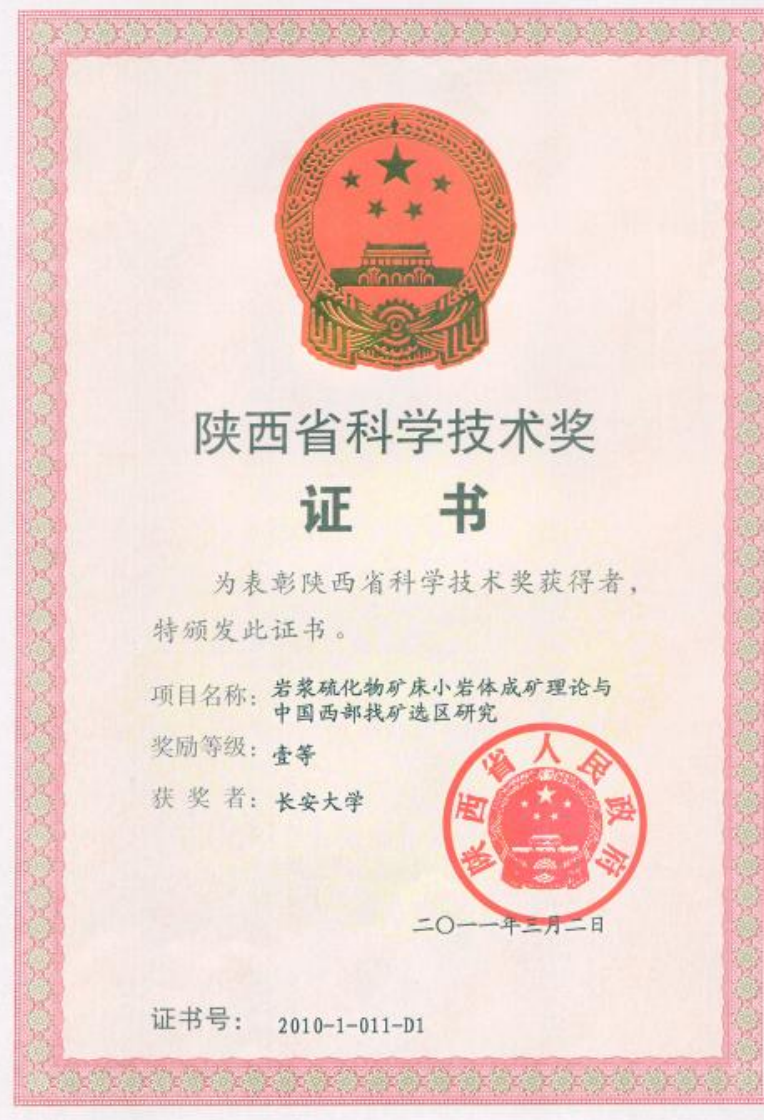 陕西省科学技术奖
证 书
为表彰陕西省科学技术奖获得者，
特颁发此证书。
项目名称：岩浆硫化物矿床小岩体成矿理论与
中国西部找矿选区研究
奖励等级：壹等
获 奖 者：长安大学
陕西省人民政府
二〇一一年三月二日
证书号： 2010-1-011-D1